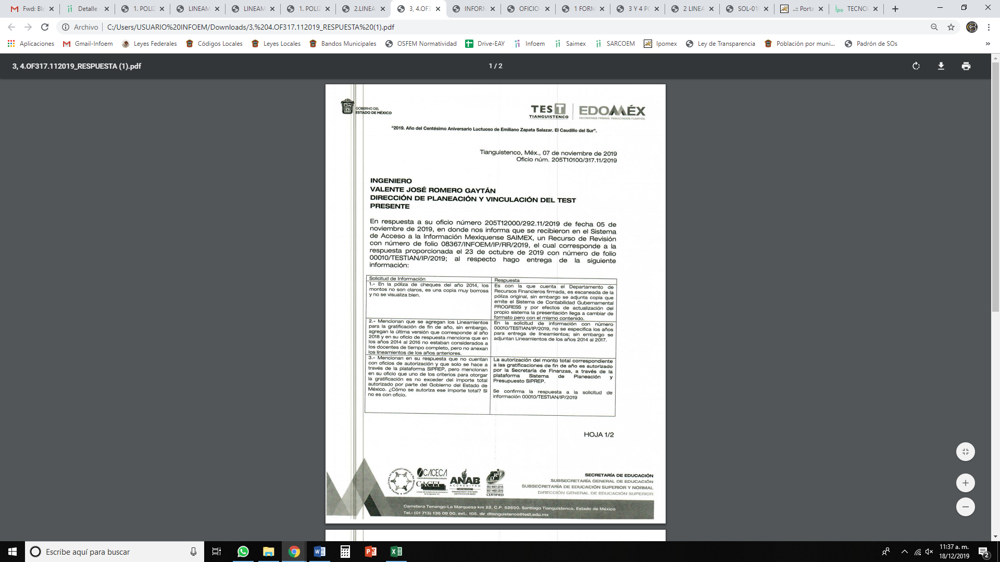 Fwd: Blo
Detalle
1. POLIZ
LINEAM
LINEAM
1. POLIZ
2.LINEA
3, 4.OF3
INFORM
OFICIO-
1 FORM
3 Y 4 PO
2 LINEA
SOL-010
..:: Porta
TECNOL
Archivo
C:/Users/USUARIO%20INFOEM/Downloads/3,%204.OF317.112019_RESPUESTA%20(1).pdf
Aplicaciones
Gmail-Infoem
Leyes Federales
Códigos Locales
Leyes Locales
Bandos Municipales
OSFEM Normatividad
Drive-EAY
Infoem
Saimex
SARCOEM
Ipomex
Ley de Transparencia
Población por muni...
Padrón de SOs
»
3, 4.OF317.112019_RESPUESTA (1).pdf
1 / 2
GOBIERNO DEL
ESTADO DE MÉXICO
TEST
TIANGUISTENCO
EDOMÉX
DECISIONES FIRMES, RESULTADOS FUERTES.
"2019. Año del Centésimo Aniversario Luctuoso de Emiliano Zapata Salazar. El Caudillo del Sur".
Tianguistenco, Méx., 07 de noviembre de 2019
Oficio núm. 205T10100/317.11/2019
INGENIERO
VALENTE JOSÉ ROMERO GAYTÁN
DIRECCIÓN DE PLANEACIÓN Y VINCULACIÓN DEL TEST
PRESENTE
En respuesta a su oficio número 205T12000/292.11/2019 de fecha 05 de
noviembre de 2019, en donde nos informa que se recibieron en el Sistema
de Acceso a la Información Mexiquense SAIMEX, un Recurso de Revisión
con número de folio 08367/INFOEM/IP/RR/2019, el cual corresponde a la
respuesta proporcionada el 23 de octubre de 2019 con número de folio
00010/TESTIAN/IP/2019; al respecto hago entrega de la siguiente
información:
Solicitud de Información
1.- En la póliza de cheques del año 2014, los
montos no son claros, es una copia muy borrosa
y no se visualiza bien.
Respuesta
Es con la que cuenta el Departamento de
Recursos Financieros firmada, es escaneada de la
póliza original, sin embargo se adjunta copia que
emite el Sistema de Contabilidad Gubernamental
PROGRESS y por efectos de actualización del
propio sistema la presentación llega a cambiar de
formato pero con el mismo contenido.
2.- Mencionan que se agregan los Lineamientos
para la gratificación de fin de año, sin embargo,
agregan la última versión que corresponde al año
2018 y en su oficio de respuesta menciona que en
los años 2014 al 2016 no estaban considerados a
los docentes de tiempo completo, pero no anexan
los lineamientos de los años anteriores.
En la solicitud de información con número
00010/TESTIAN/IP/2019, no se especifica los años
para entrega de lineamientos; sin embargo se
adjuntan Lineamientos de los años 2014 al 2017.
3.- Mencionan en su respuesta que no cuentan
con oficios de autorización y que solo se hace a
través de la plataforma SIPREP, pero mencionan
en su oficio que uno de los criterios para otorgar
la gratificación es no exceder del importe total
autorizado por parte del Gobierno del Estado de
México. ¿Cómo se autoriza ese importe total? Si
no es con oficio.
La autorización del monto total correspondiente
a las gratificaciones de fin de año es autorizado
por la Secretaría de Finanzas, a través de la
plataforma Sistema de Planeación y
Presupuesto SIPREP.
Se confirma la respuesta a la solicitud de
información 00010/TESTIAN/IP/2019
HOJA 1/2
CACECA
CACEI
ANAB
ACCREDITED
MANAGEMENT SYSTEMS
CERTIFICATION BODY
ISO 9001:2015
ISO 14001:2015
CERTIFIED
SECRETARÍA DE EDUCACIÓN
SUBSECRETARÍA GENERAL DE EDUCACIÓN
SUBSECRETARÍA DE EDUCACIÓN SUPERIOR Y NORMAL
DIRECCIÓN GENERAL DE EDUCACIÓN SUPERIOR
Carretera Tenango-La Marquesa km 22, C.P. 52650, Santiago Tianguistenco, Estado de México
Tel.: (01 713) 135 09 00, ext.: 105. dir_dtianguistenco@test.edu.mx
Escribe aquí para buscar
11:37 a. m.
18/12/2019
2